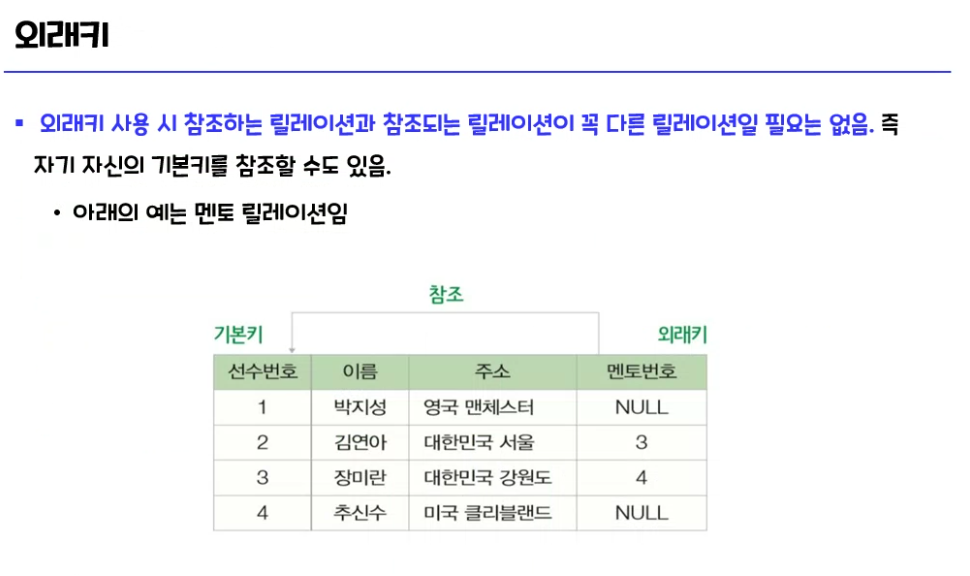 외래키
▪ 외래키 사용 시 참조하는 릴레이션과 참조되는 릴레이션이 꼭 다른 릴레이션일 필요는 없음. 즉
자기 자신의 기본키를 참조할 수도 있음.
• 아래의 예는 멘토 릴레이션임
참조
기본키 외래키
선수번호 이름 주소 멘토번호
1 박지성 영국 맨체스터 NULL
2 김연아 대한민국 서울 3
3 장미란 대한민국 강원도 4
4 추신수 미국 클리블랜드 NULL